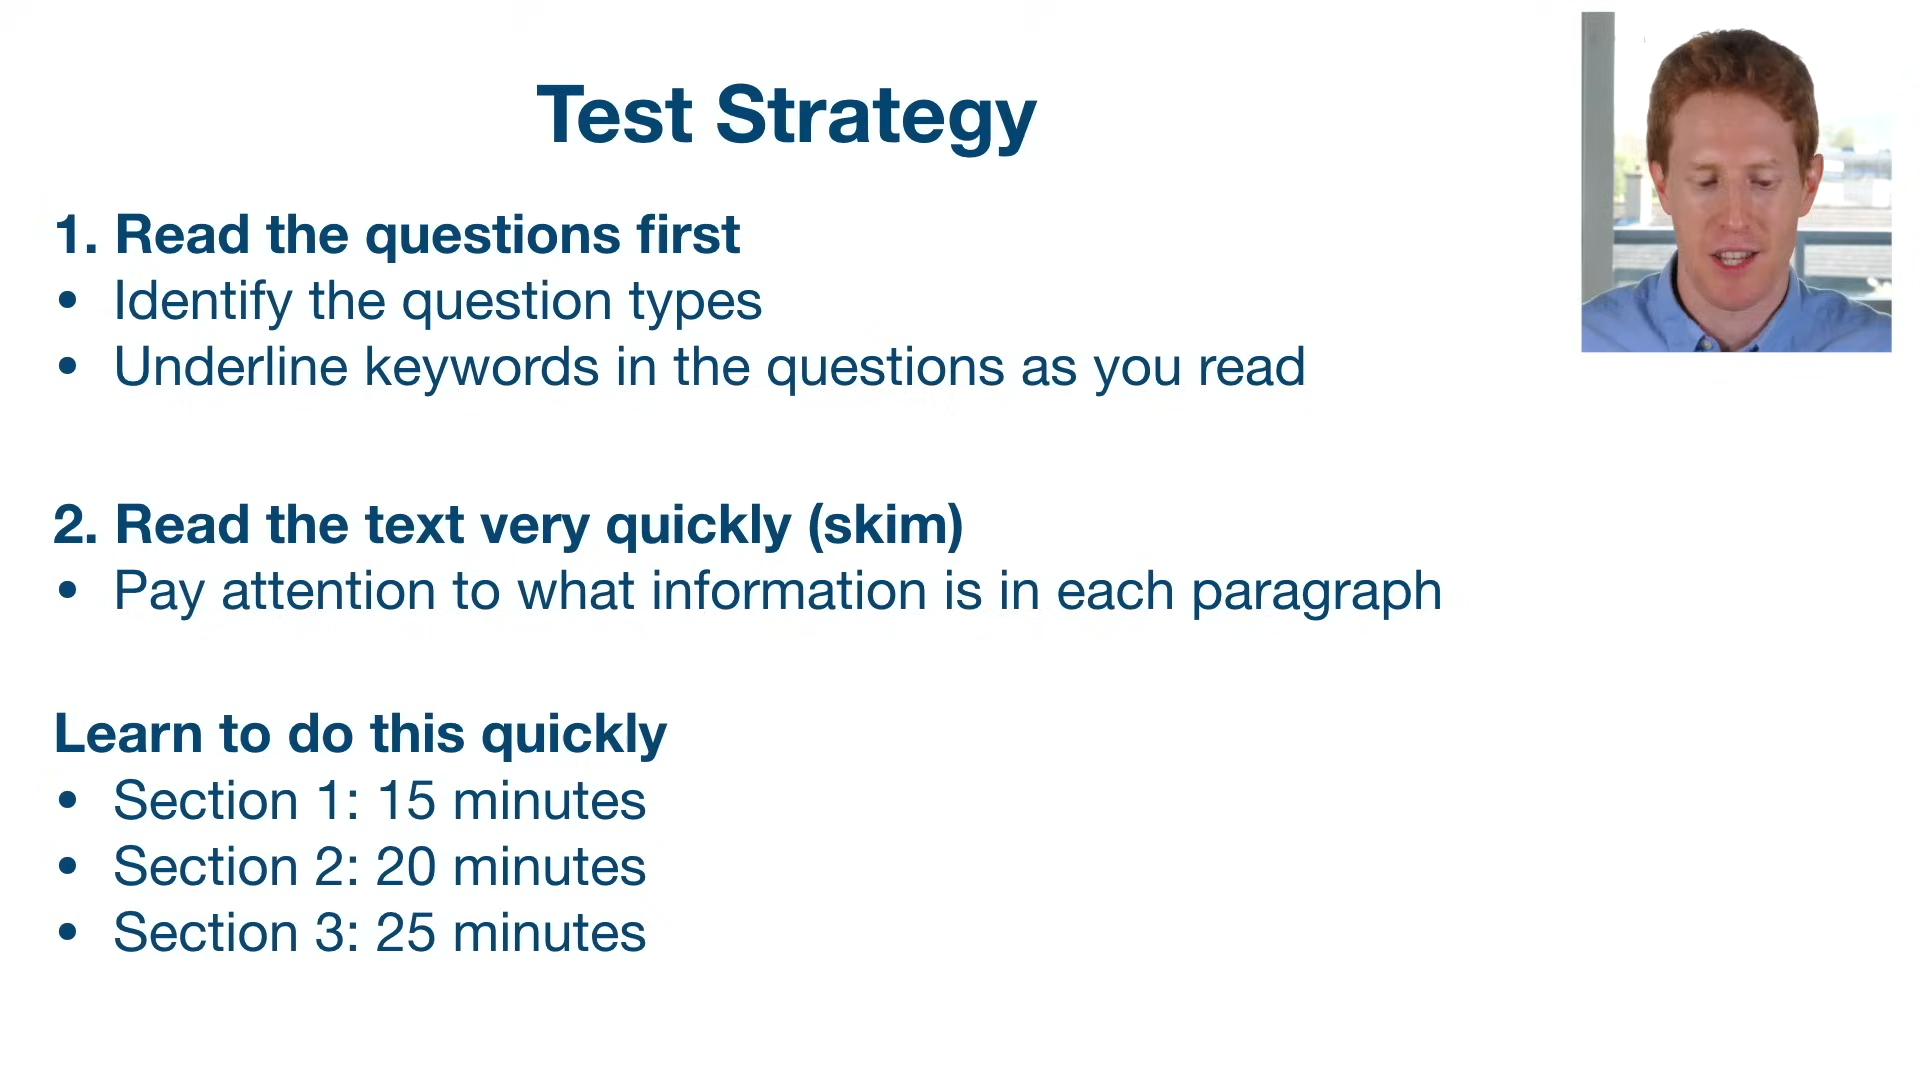 Test Strategy
1. Read the questions first
• Identify the question types
• Underline keywords in the questions as you read
2. Read the text very quickly (skim)
• Pay attention to what information is in each paragraph
Learn to do this quickly
• Section 1: 15 minutes
• Section 2: 20 minutes
• Section 3: 25 minutes